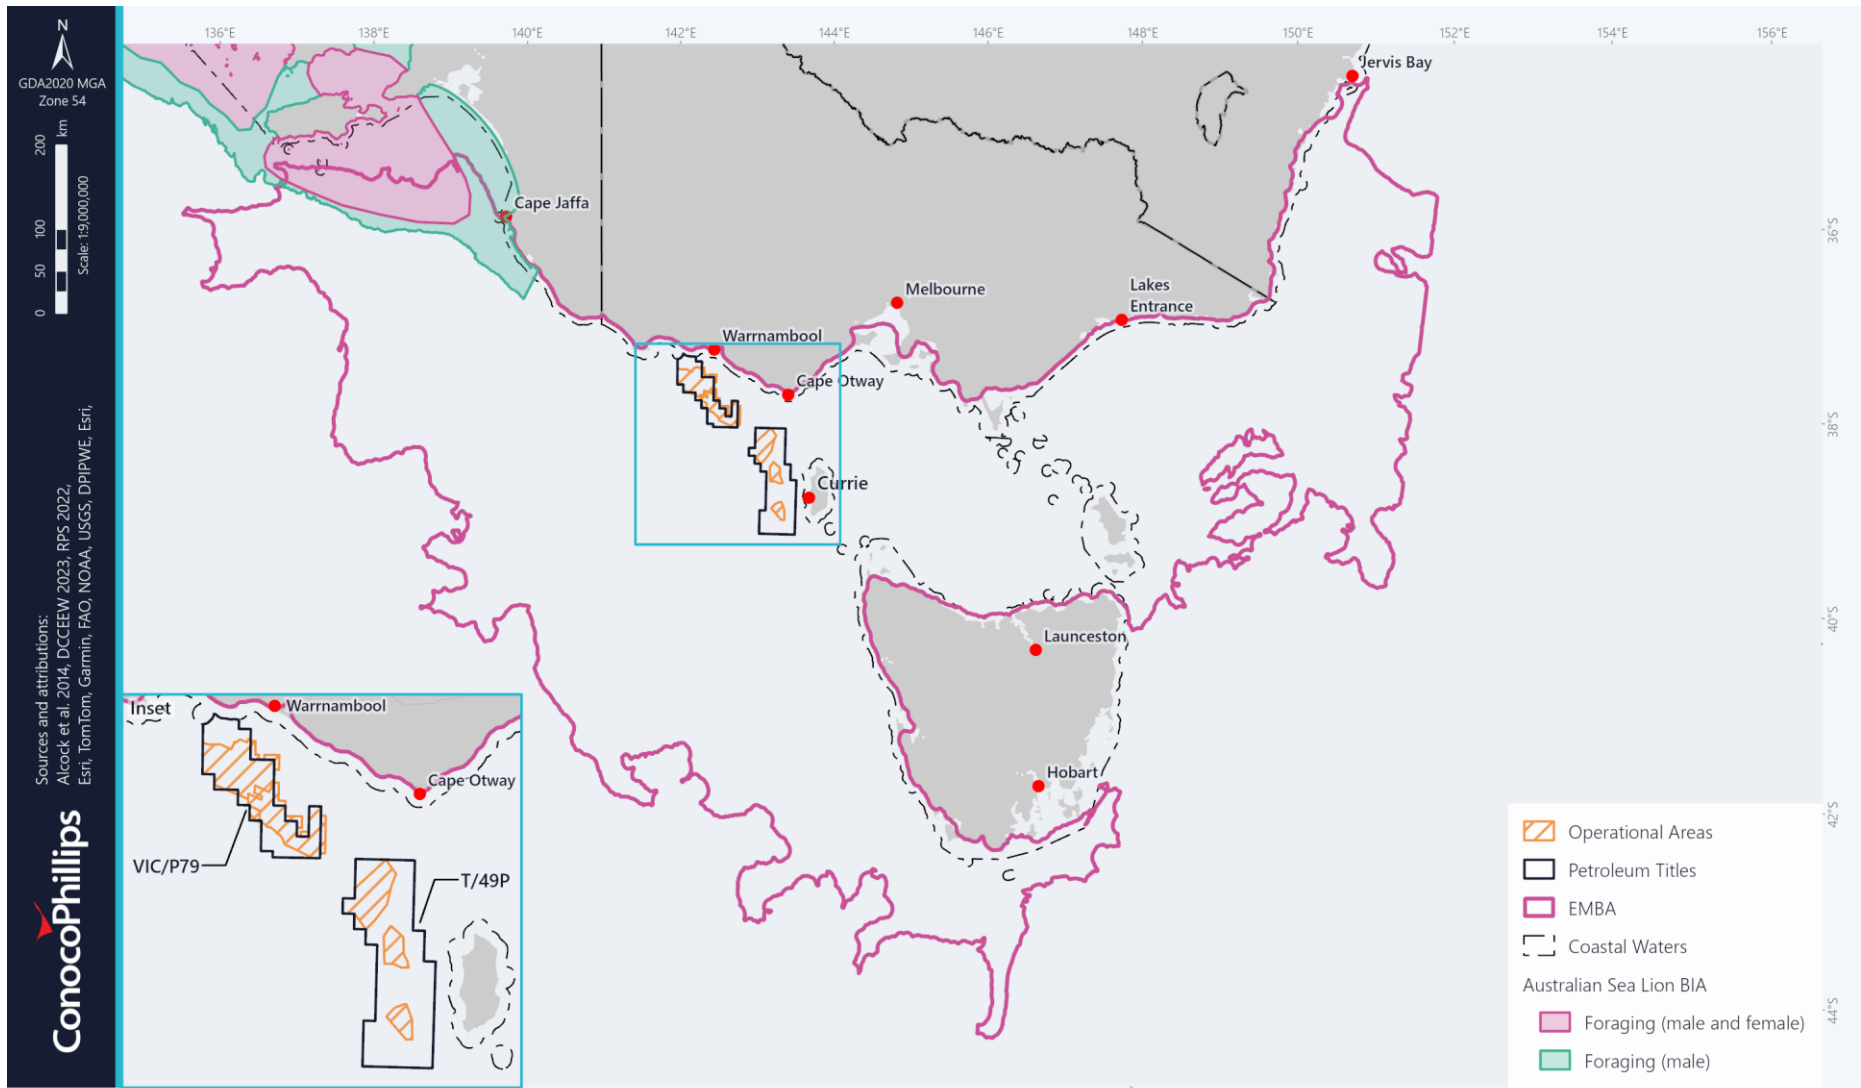 N
GDA2020 MGA
Zone 54
0 50 100 200 km
Scale: 1:9,000,000
Sources and attributions:
Alcock et al. 2014, DCCEEW 2023, RPS 2022,
Esri, TomTom, Garmin, FAO, NOAA, USGS, DPIPWE, Esri,
ConocoPhillips
136°E 138°E 140°E 142°E 144°E 146°E 148°E 150°E 152°E 154°E 156°E
36°S
38°S
40°S
42°S
44°S
Jervis Bay
Cape Jaffa
Melbourne
Lakes
Entrance
Warrnambool
Cape Otway
Currie
Launceston
Hobart
Inset
Warrnambool
Cape Otway
VIC/P79
T/49P
Operational Areas
Petroleum Titles
EMBA
Coastal Waters
Australian Sea Lion BIA
Foraging (male and female)
Foraging (male)